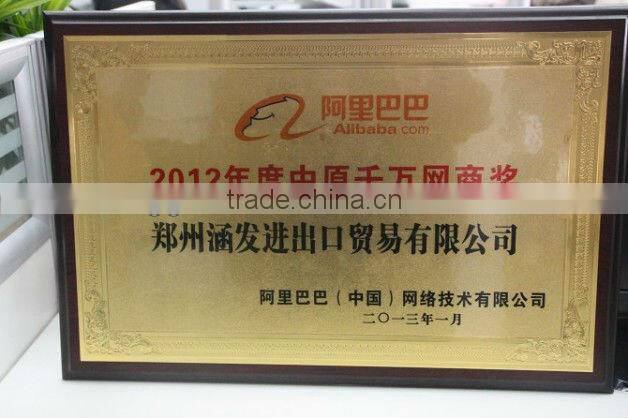 阿里巴巴
Alibaba.com
2012年度中原千万网商奖
trade.china.cn
郑州涵发进出口贸易有限公司
阿里巴巴（中国）网络技术有限公司
二〇一三年一月